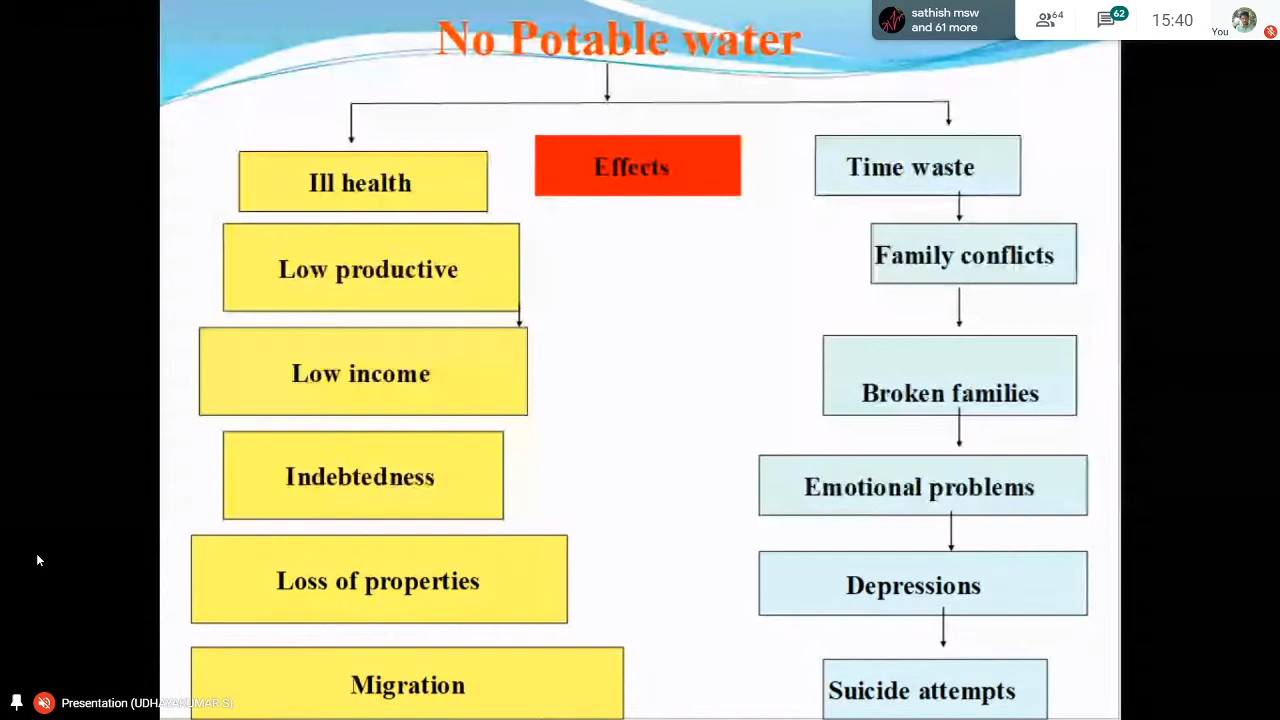 No Potable water
sathish msw
and 61 more
64
62
15:40
You
Effects
Ill health
Low productive
Low income
Indebtedness
Loss of properties
Migration
Time waste
Family conflicts
Broken families
Emotional problems
Depressions
Suicide attempts
Presentation (UDHAYAKUMAR S)